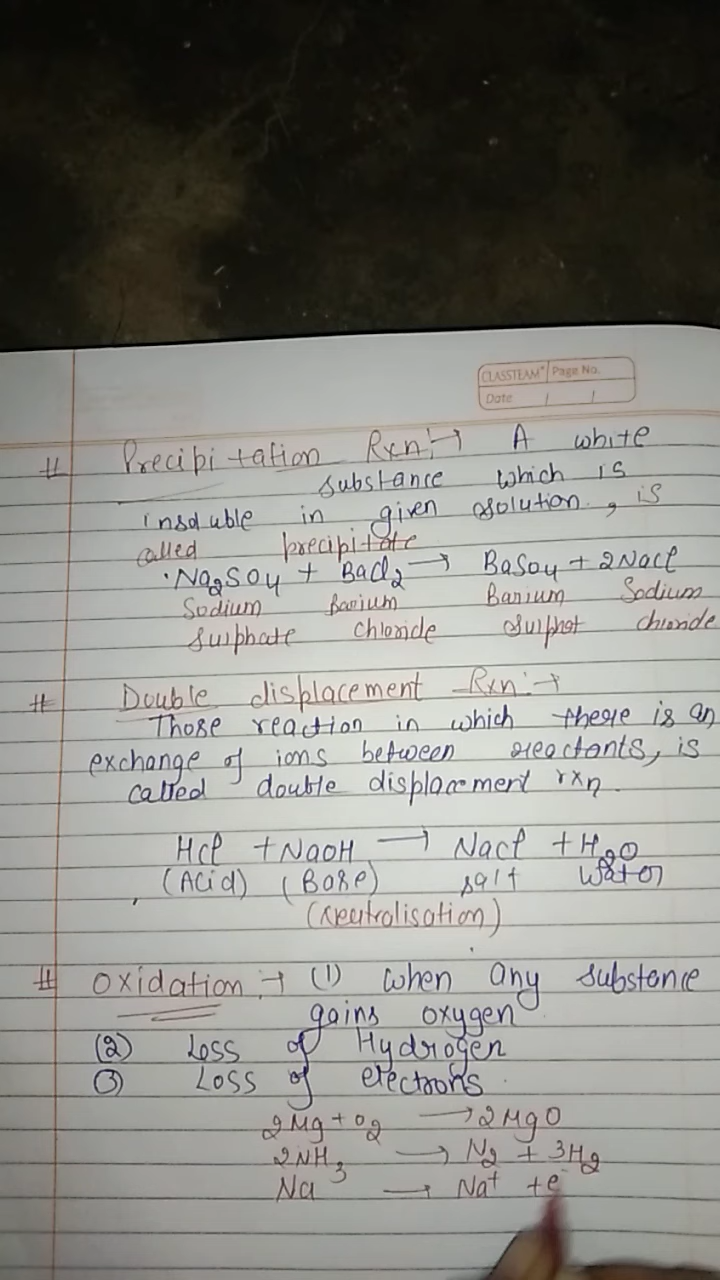 CLASSTEAM Page No.
Date / /
# Precipitation Rxn:→ A white
substance which is
insoluble in given solution, is
called precipitate
Na₂SO₄ + BaCl₂ → BaSO₄ + 2NaCl
Sodium Barium Barium Sodium
Sulphate Chloride Sulphat chloride
# Double displacement Rxn:→
Those reaction in which there is an
exchange of ions between reactants, is
called double displacement rxn.
HCl + NaOH → NaCl + H₂O
(Acid) (Base) salt Water
(neutralisation)
# Oxidation:→ (1) when any substance
gains oxygen
(2) Loss of Hydrogen
(3) Loss of electrons.
2Mg + O₂ → 2MgO
2NH₃ → N₂ + 3H₂
Na → Na⁺ + e⁻